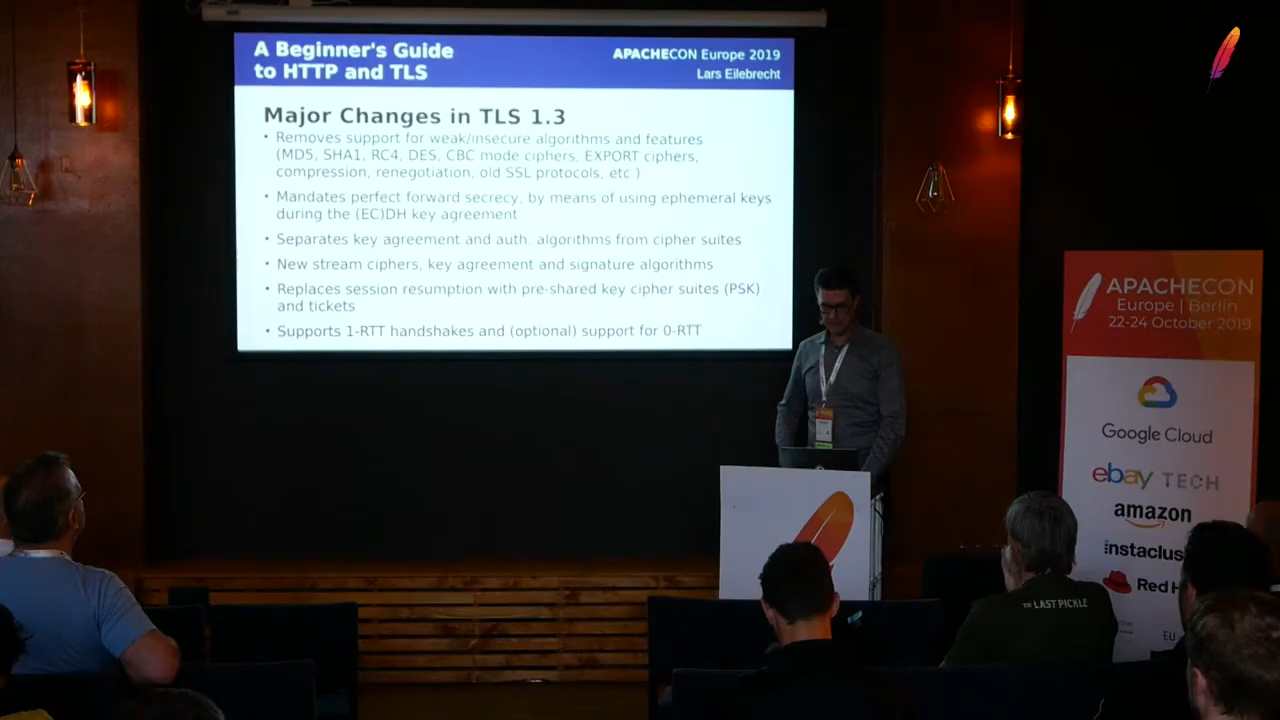 A Beginner's Guide
to HTTP and TLS
APACHECON Europe 2019
Lars Eilebrecht
Major Changes in TLS 1.3
• Removes support for weak/insecure algorithms and features
(MD5, SHA1, RC4, DES, CBC mode ciphers, EXPORT ciphers,
compression, renegotiation, old SSL protocols, etc.)
• Mandates perfect forward secrecy, by means of using ephemeral keys
during the (EC)DH key agreement
• Separates key agreement and auth. algorithms from cipher suites
• New stream ciphers, key agreement and signature algorithms
• Replaces session resumption with pre-shared key cipher suites (PSK)
and tickets
• Supports 1-RTT handshakes and (optional) support for 0-RTT
APACHECON
Europe | Berlin
22-24 October 2019
Google Cloud
ebay TECH
amazon
instaclus
Red H
EU
THE LAST PICKLE